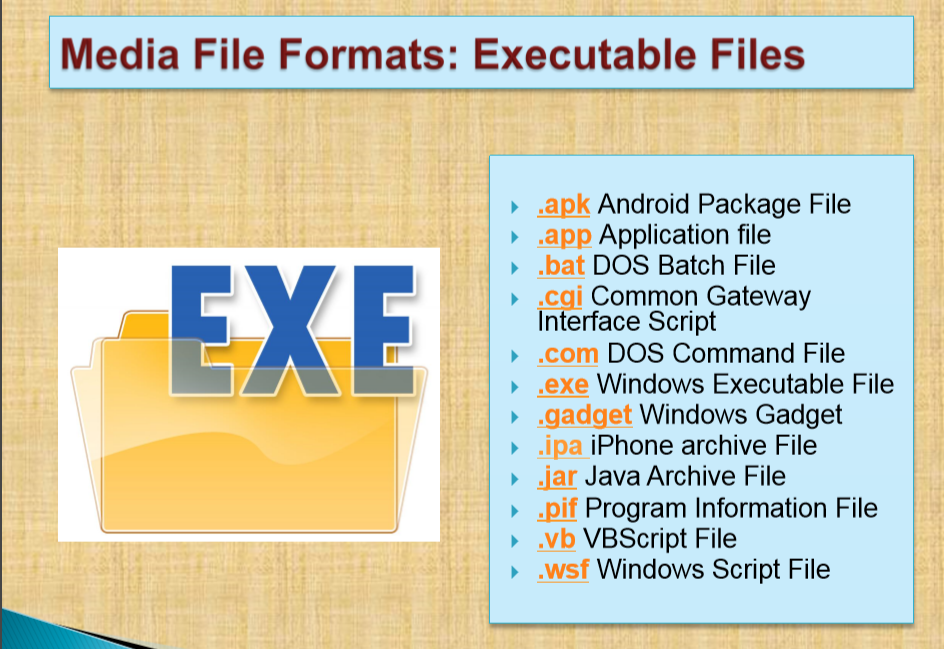 Media File Formats: Executable Files
EXE
.apk Android Package File
.app Application file
.bat DOS Batch File
.cgi Common Gateway
Interface Script
.com DOS Command File
.exe Windows Executable File
.gadget Windows Gadget
.ipa iPhone archive File
.jar Java Archive File
.pif Program Information File
.vb VBScript File
.wsf Windows Script File